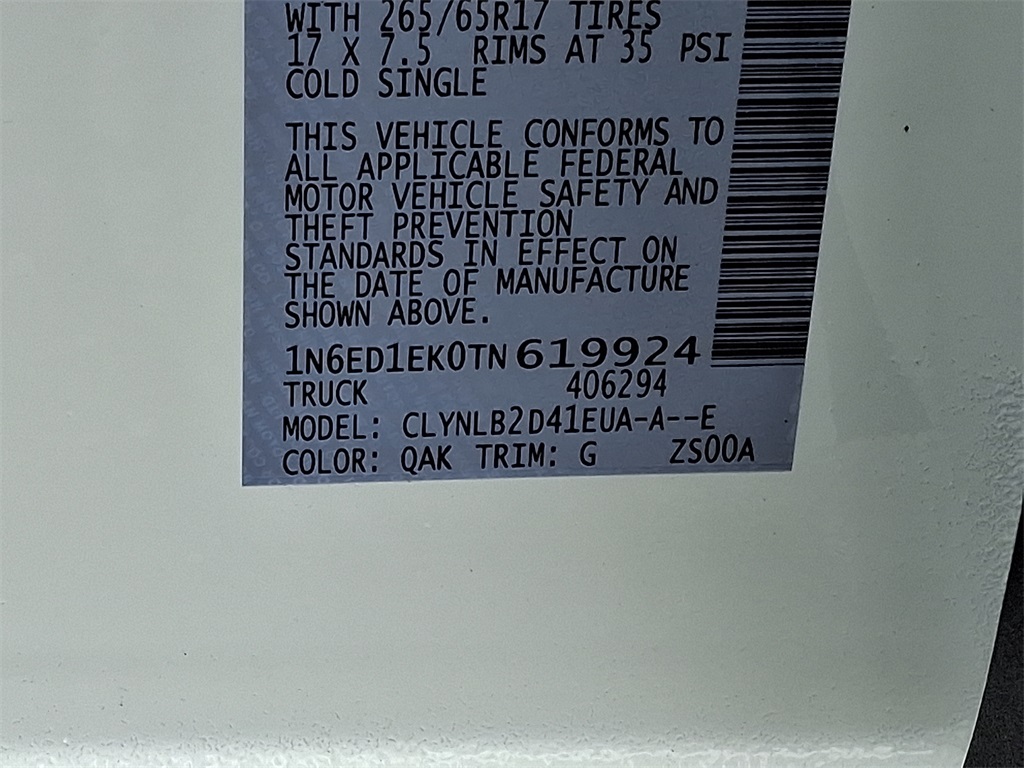 WITH 265/65R17 TIRES
17 X 7.5 RIMS AT 35 PSI
COLD SINGLE
THIS VEHICLE CONFORMS TO
ALL APPLICABLE FEDERAL
MOTOR VEHICLE SAFETY AND
THEFT PREVENTION
STANDARDS IN EFFECT ON
THE DATE OF MANUFACTURE
SHOWN ABOVE.
1N6ED1EK0TN619924
TRUCK 406294
MODEL: CLYNLB2D41EUA-A--E
COLOR: QAK TRIM: G ZS00A